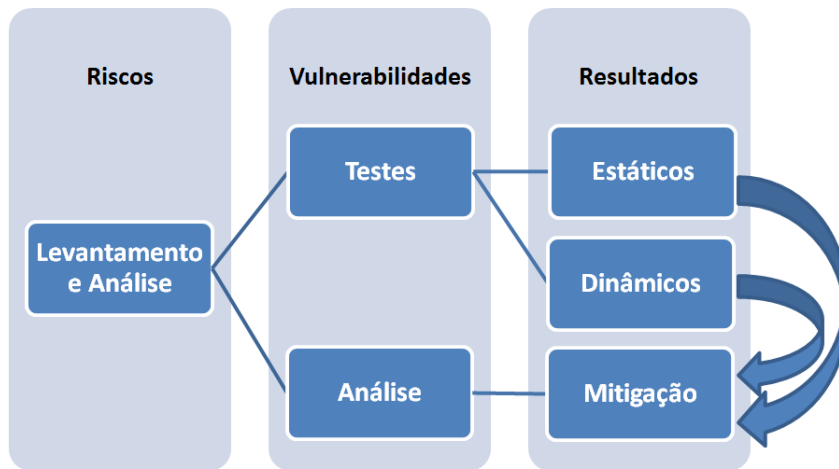 Riscos
Vulnerabilidades
Resultados
Levantamento
e Análise
Testes
Análise
Estáticos
Dinâmicos
Mitigação